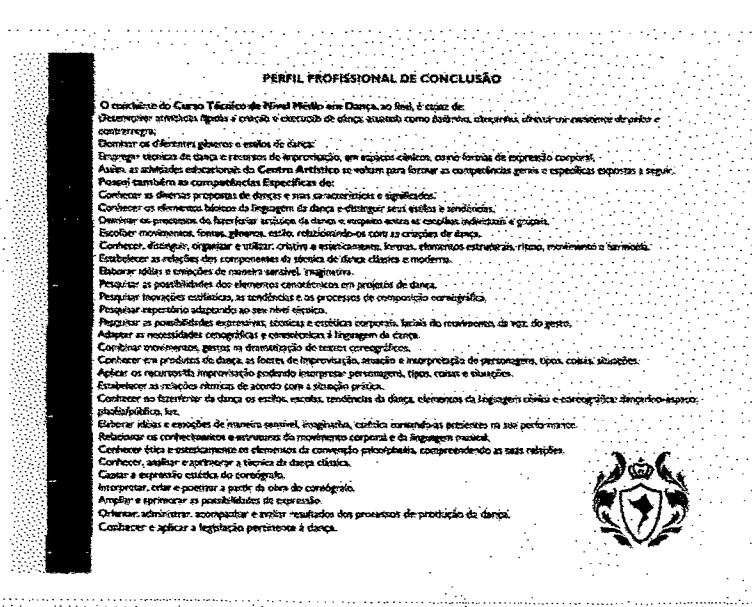 PERFIL PROFISSIONAL DE CONCLUSÃO
O concluinte do Curso Técnico de Nível Médio em Dança, ao final, é capaz de:
Desenvolver atividades ligadas a criação e execução de dança atuando como bailarino, dançarino, diretor ou assistente de palco e
contrarregra;
Dominar os diferentes gêneros e estilos de dança;
Empregar técnicas de dança e recursos de improvisação, em espaços cênicos, como formas de expressão corporal.
Assim, as atividades educacionais do Centro Artístico se voltam para formar as competências gerais e específicas expostas a seguir.
Possui também as competências Específicas de:
Conhecer as diversas propostas de danças e suas características e significados.
Conhecer os elementos básicos da linguagem da dança e distinguir seus estilos e tendências.
Dominar os processos do fazer/criar artístico da dança e respeito entre as escolhas individuais e grupais.
Escolher movimentos, fontes, gêneros, estilo, relacionando-os com as criações de dança.
Conhecer, distinguir, organizar e utilizar, criativa e esteticamente, formas, elementos estruturais, ritmo, movimento e harmonia.
Estabelecer as relações dos componentes da técnica de dança clássica e moderna.
Elaborar idéias e emoções de maneira sensível, imaginativa.
Pesquisar as possibilidades dos elementos cenotécnicos em projetos de dança.
Pesquisar inovações estilísticas, as tendências e os processos de composição coreográfica.
Pesquisar repertório adaptando ao seu nível técnico.
Pesquisar as possibilidades expressivas, técnicas e estéticas corporais, faciais do movimento, da voz, do gesto.
Adaptar as necessidades cenográficas e cenotécnicas à linguagem da dança.
Combinar movimentos, gestos na dramatização de textos coreográficos.
Conhecer em produtos da dança, as fontes de improvisação, atuação e interpretação de personagens, tipos, coisas, situações.
Aplicar os recursos da improvisação podendo interpretar personagens, tipos, coisas e situações.
Estabelecer as relações rítmicas de acordo com a situação prática.
Conhecer no fazer/criar da dança os estilos, escolas, tendências da dança, elementos da linguagem cênica e coreográfica: dançarino-espaço;
platéia/público, luz.
Elaborar idéias e emoções de maneira sensível, imaginativa, estética tornando-as presentes na sua performance.
Relacionar os conhecimentos e estruturas do movimento corporal e da linguagem musical.
Conhecer ética e esteticamente os elementos da convenção palco/platéia, compreendendo as suas relações.
Conhecer, analisar e aprimorar a técnica da dança clássica.
Captar a expressão estética do coreógrafo.
Interpretar, criar e poetizar a partir da obra do coreógrafo.
Ampliar e aprimorar as possibilidades de expressão.
Orientar, administrar, acompanhar e avaliar resultados dos processos de produção da dança.
Conhecer e aplicar a legislação pertinente à dança.